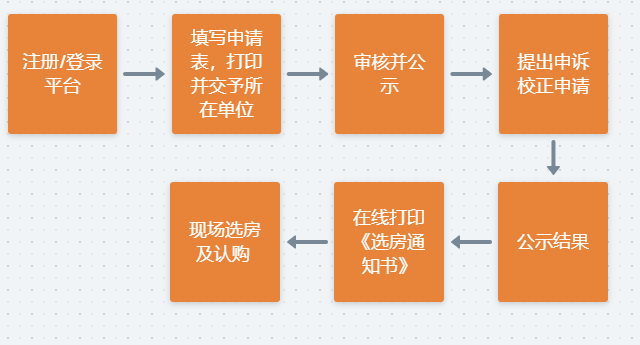 注册/登录
平台
填写申请
表，打印
并交予所
在单位
审核并公
示
提出申诉
校正申请
公示结果
在线打印
《选房通
知书》
现场选房
及认购